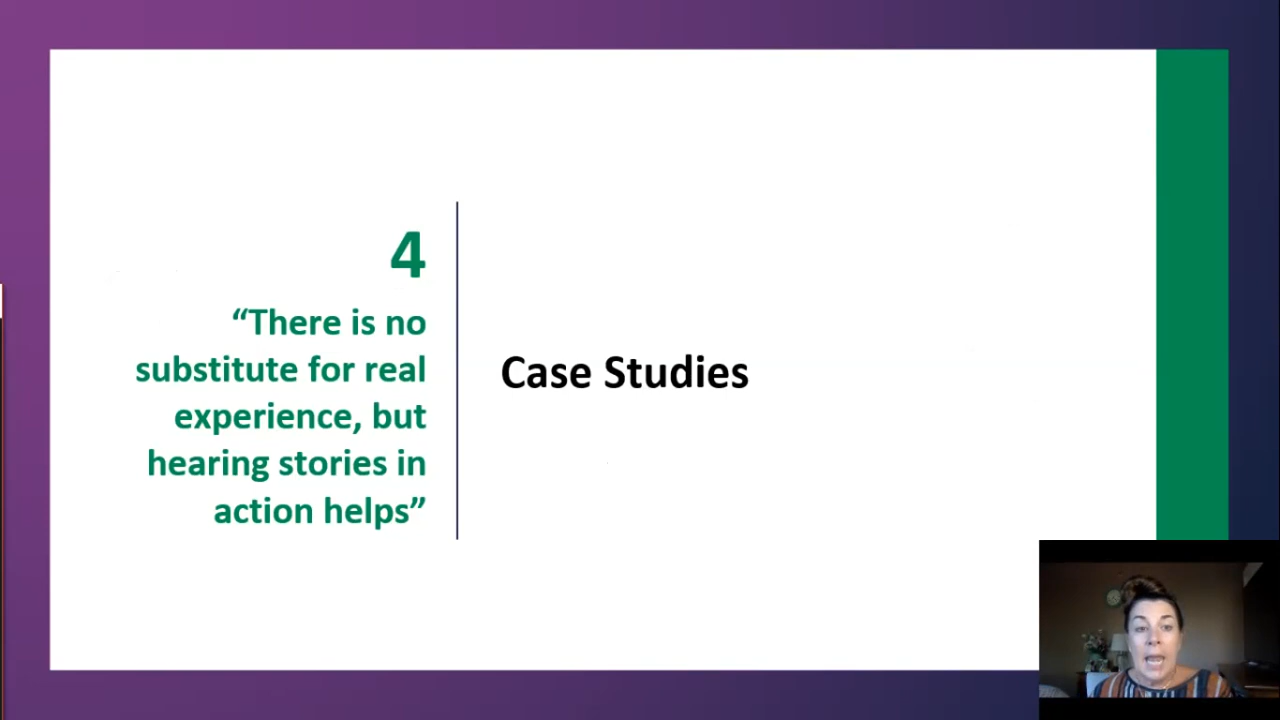 4
“There is no
substitute for real
experience, but
hearing stories in
action helps”
Case Studies